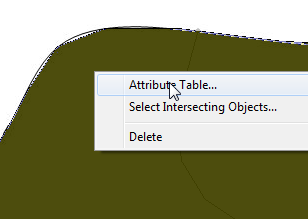 Attribute Table...
Select Intersecting Objects...
Delete